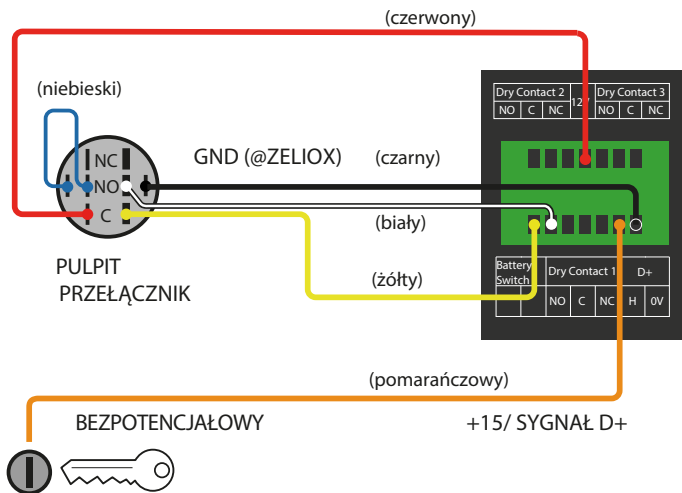 (czerwony)
(niebieski)
Dry Contact 2 12V Dry Contact 3
NO C NC NO C NC
NC
NO
C
GND (@ZELIOX)
(czarny)
(biały)
(żółty)
PULPIT
PRZEŁĄCZNIK
Battery
Switch
Dry Contact 1 D+
NO C NC H 0V
(pomarańczowy)
BEZPOTENCJAŁOWY
+15/ SYGNAŁ D+